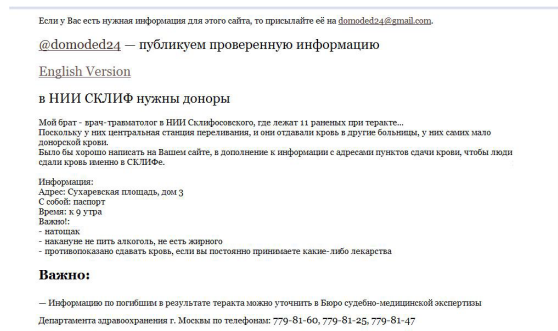 Если у Вас есть нужная информация для этого сайта, то присылайте её на domoded24@gmail.com.
@domoded24 — публикуем проверенную информацию
English Version
в НИИ СКЛИФ нужны доноры
Мой брат - врач-травматолог в НИИ Склифосовского, где лежат 11 раненых при теракте...
Поскольку у них центральная станция переливания, и они отдавали кровь в другие больницы, у них самих мало
донорской крови.
Было бы хорошо написать на Вашем сайте, в дополнение к информации с адресами пунктов сдачи крови, чтобы люди
сдали кровь именно в СКЛИФе.
Информация:
Адрес: Сухаревская площадь, дом 3
С собой: паспорт
Время: к 9 утра
Важно!:
- натощак
- накануне не пить алкоголь, не есть жирного
- противопоказано сдавать кровь, если вы постоянно принимаете какие-либо лекарства
Важно:
— Информацию по погибшим в результате теракта можно уточнить в Бюро судебно-медицинской экспертизы
Департамента здравоохранения г. Москвы по телефонам: 779-81-60, 779-81-25, 779-81-47